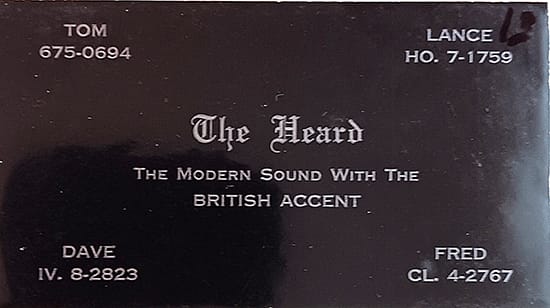 TOM
675-0694
LANCE
HO. 7-1759
The Heard
THE MODERN SOUND WITH THE
BRITISH ACCENT
DAVE
IV. 8-2823
FRED
CL. 4-2767